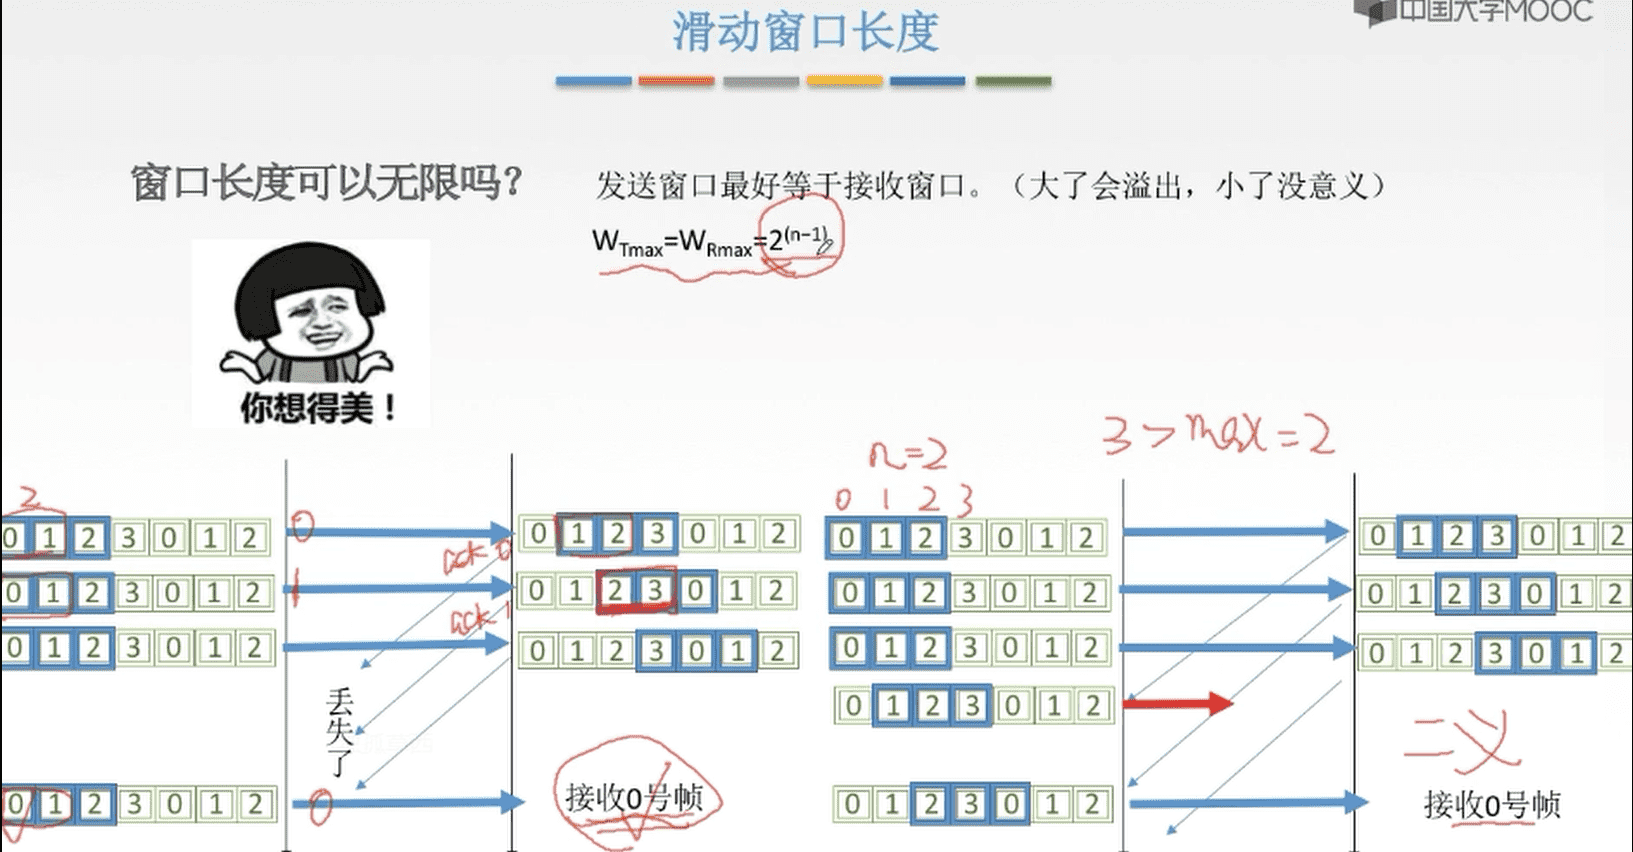 中国大学MOOC
滑动窗口长度
窗口长度可以无限吗?
发送窗口最好等于接收窗口。（大了会溢出，小了没意义）
WTmax=WRmax=2(n-1)
你想得美！
3>max=2
n=2
2
0 1 2 3
0 1 2 3 0 1 2
0
0 1 2 3 0 1 2
0 1 2 3 0 1 2
0 1 2 3 0 1 2
ack 0
0 1 2 3 0 1 2
1
0 1 2 3 0 1 2
0 1 2 3 0 1 2
0 1 2 3 0 1 2
ack 1
0 1 2 3 0 1 2
0 1 2 3 0 1 2
0 1 2 3 0 1 2
0 1 2 3 0 1 2
丢失了
0 1 2 3 0 1 2
二义
0 1 2 3 0 1 2
0
接收0号帧
0 1 2 3 0 1 2
接收0号帧